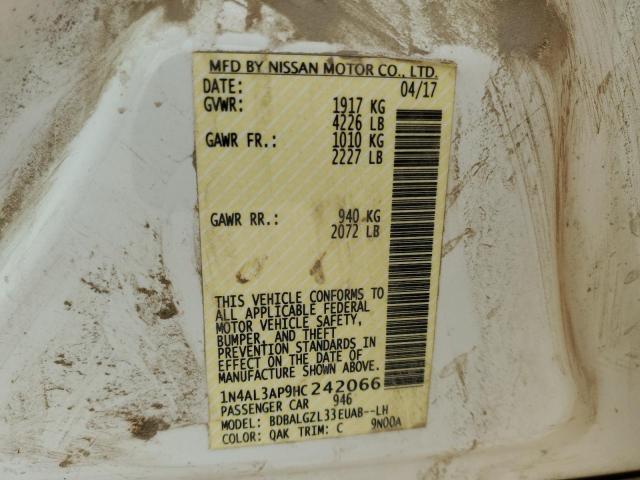 MFD BY NISSAN MOTOR CO., LTD.
DATE: 04/17
GVWR: 1917 KG
4226 LB
GAWR FR.: 1010 KG
2227 LB
GAWR RR.: 940 KG
2072 LB
THIS VEHICLE CONFORMS TO
ALL APPLICABLE FEDERAL
MOTOR VEHICLE SAFETY,
BUMPER, AND THEFT
PREVENTION STANDARDS IN
EFFECT ON THE DATE OF
MANUFACTURE SHOWN ABOVE.
1N4AL3AP9HC242066
PASSENGER CAR 946
MODEL: BDBALGZL33EUAB--LH
COLOR: QAK TRIM: C 9N00A